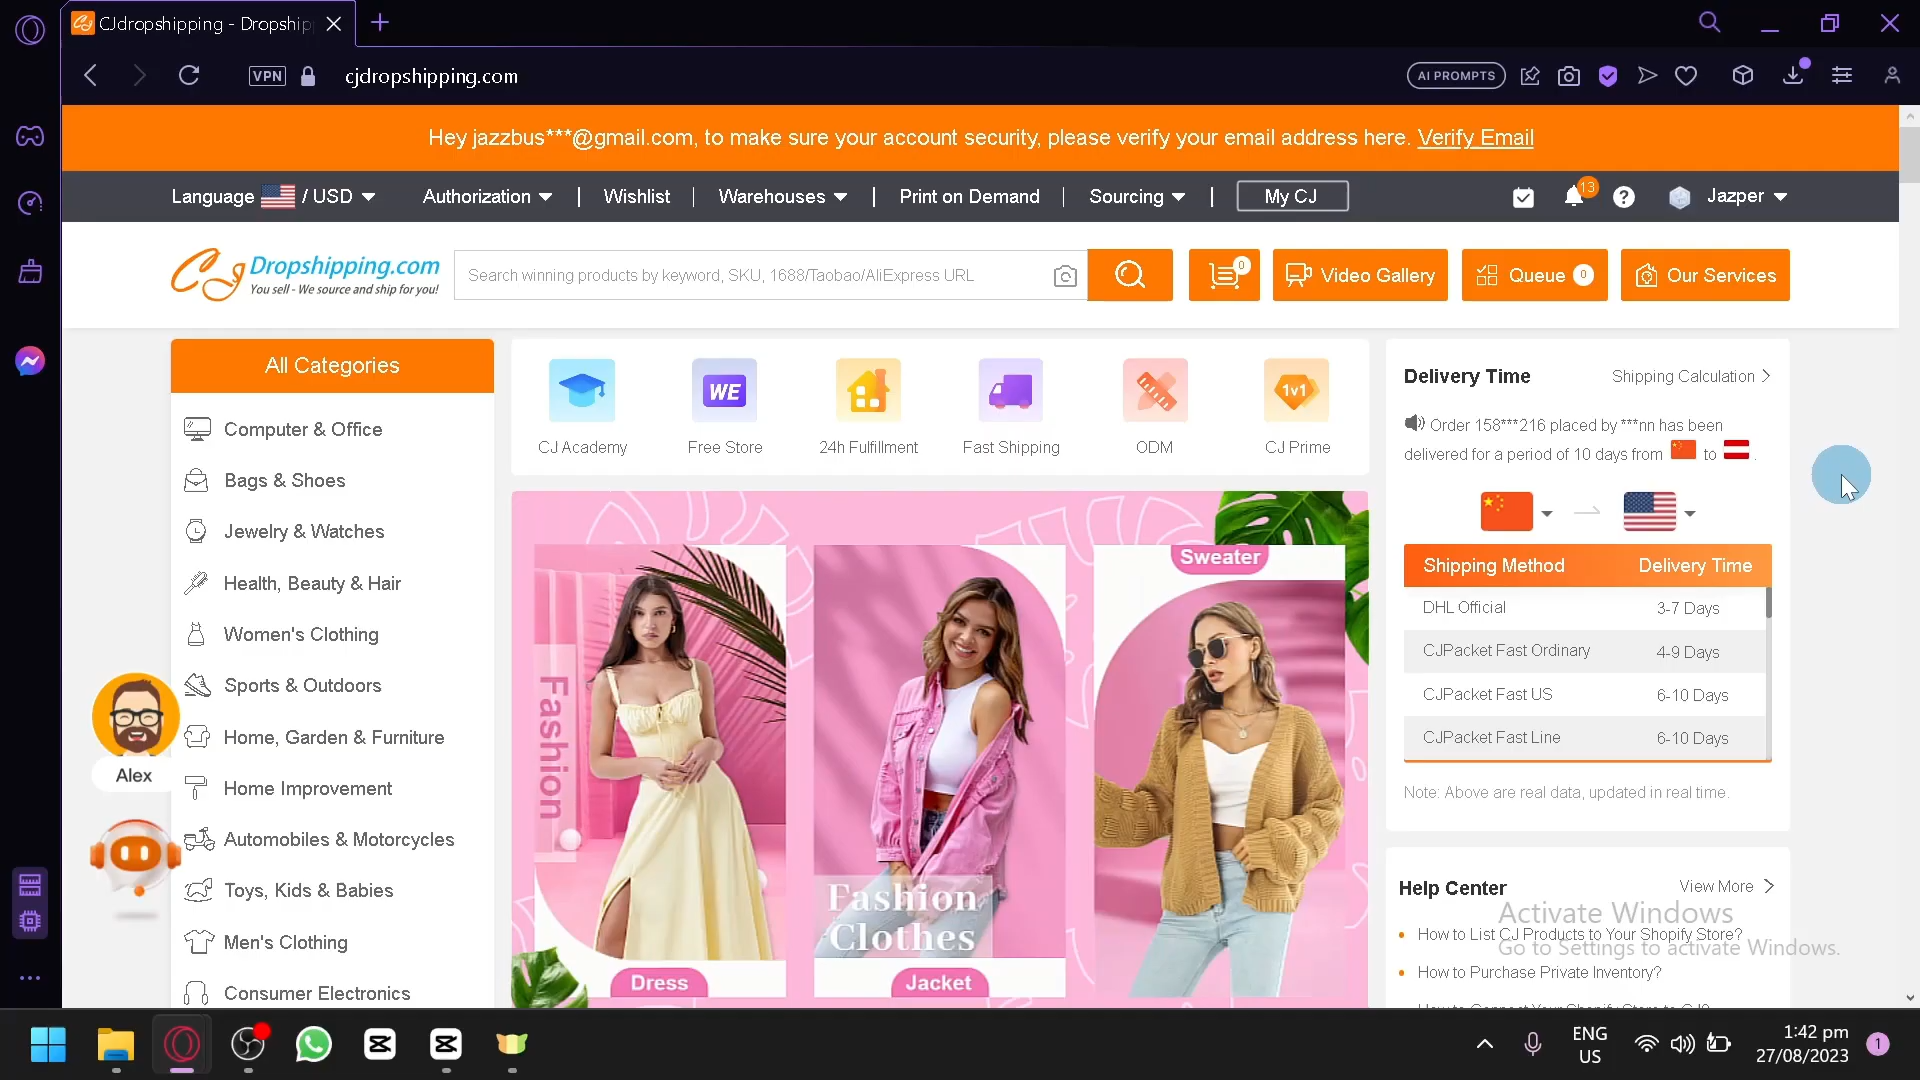 CJdropshipping - Dropship
VPN
cjdropshipping.com
AI PROMPTS
Hey jazzbus***@gmail.com, to make sure your account security, please verify your email address here. Verify Email
Language / USD
Authorization
Wishlist
Warehouses
Print on Demand
Sourcing
My CJ
13
Jazper
CJ Dropshipping.com
You sell - We source and ship for you!
Search winning products by keyword, SKU, 1688/Taobao/AliExpress URL
0
Video Gallery
Queue 0
Our Services
All Categories
Computer & Office
Bags & Shoes
Jewelry & Watches
Health, Beauty & Hair
Women's Clothing
Sports & Outdoors
Home, Garden & Furniture
Home Improvement
Automobiles & Motorcycles
Toys, Kids & Babies
Men's Clothing
Consumer Electronics
Alex
WE
1v1
CJ Academy
Free Store
24h Fulfillment
Fast Shipping
ODM
CJ Prime
Fashion
Dress
Fashion
Clothes
Jacket
Sweater
Delivery Time
Shipping Calculation
Order 158***216 placed by ***nn has been
delivered for a period of 10 days from to .
Shipping Method Delivery Time
DHL Official 3-7 Days
CJPacket Fast Ordinary 4-9 Days
CJPacket Fast US 6-10 Days
CJPacket Fast Line 6-10 Days
Note: Above are real data, updated in real time.
Help Center
View More
How to List CJ Products to Your Shopify Store?
How to Purchase Private Inventory?
How to Connect Your Shopify Store to CJ?
Activate Windows
Go to Settings to activate Windows.
ENG
US
1:42 pm
27/08/2023
1